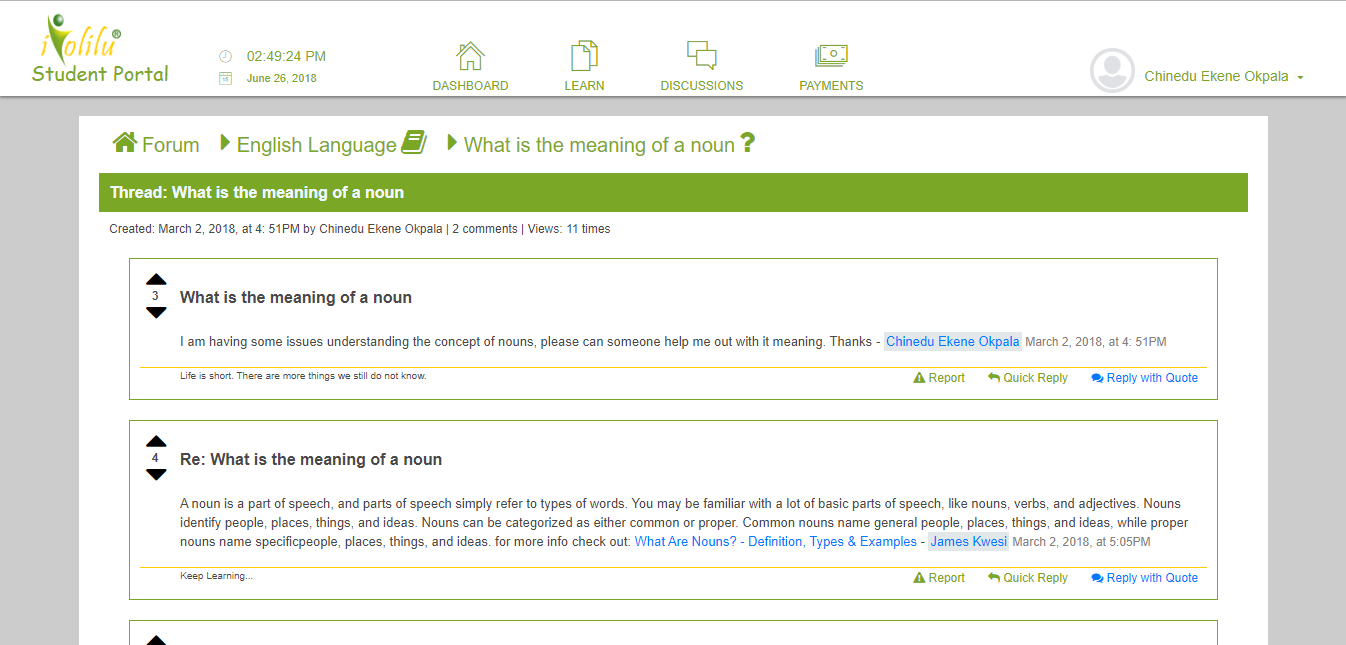 iYolilu®
Student Portal
02:49:24 PM
June 26, 2018
DASHBOARD
LEARN
DISCUSSIONS
PAYMENTS
Chinedu Ekene Okpala
Forum English Language What is the meaning of a noun ?
Thread: What is the meaning of a noun
Created: March 2, 2018, at 4: 51PM by Chinedu Ekene Okpala | 2 comments | Views: 11 times
3
What is the meaning of a noun
I am having some issues understanding the concept of nouns, please can someone help me out with it meaning. Thanks - Chinedu Ekene Okpala March 2, 2018, at 4: 51PM
Life is short. There are more things we still do not know.
Report Quick Reply Reply with Quote
4
Re: What is the meaning of a noun
A noun is a part of speech, and parts of speech simply refer to types of words. You may be familiar with a lot of basic parts of speech, like nouns, verbs, and adjectives. Nouns
identify people, places, things, and ideas. Nouns can be categorized as either common or proper. Common nouns name general people, places, things, and ideas, while proper
nouns name specificpeople, places, things, and ideas. for more info check out: What Are Nouns? - Definition, Types & Examples - James Kwesi March 2, 2018, at 5:05PM
Keep Learning...
Report Quick Reply Reply with Quote